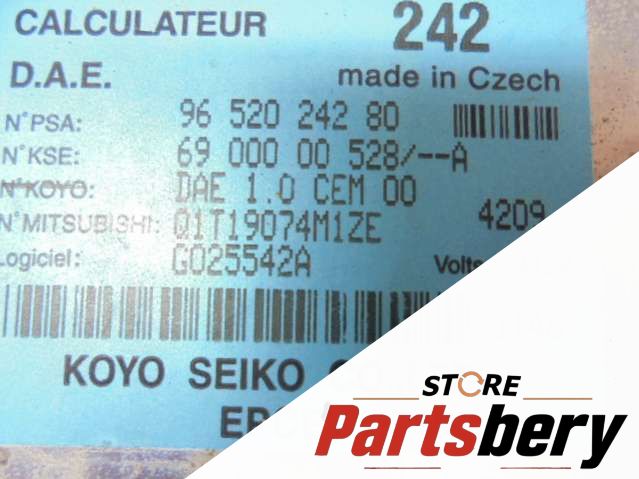 CALCULATEUR 242
D.A.E. made in Czech
N°PSA: 96 520 242 80
N°KSE: 69 000 00 528/--A
N°KOYO: DAE 1.0 CEM 00
N°MITSUBISHI: Q1T19074M1ZE 4209
Logiciel: G025542A Volts
KOYO SEIKO
STORE
Partsbery